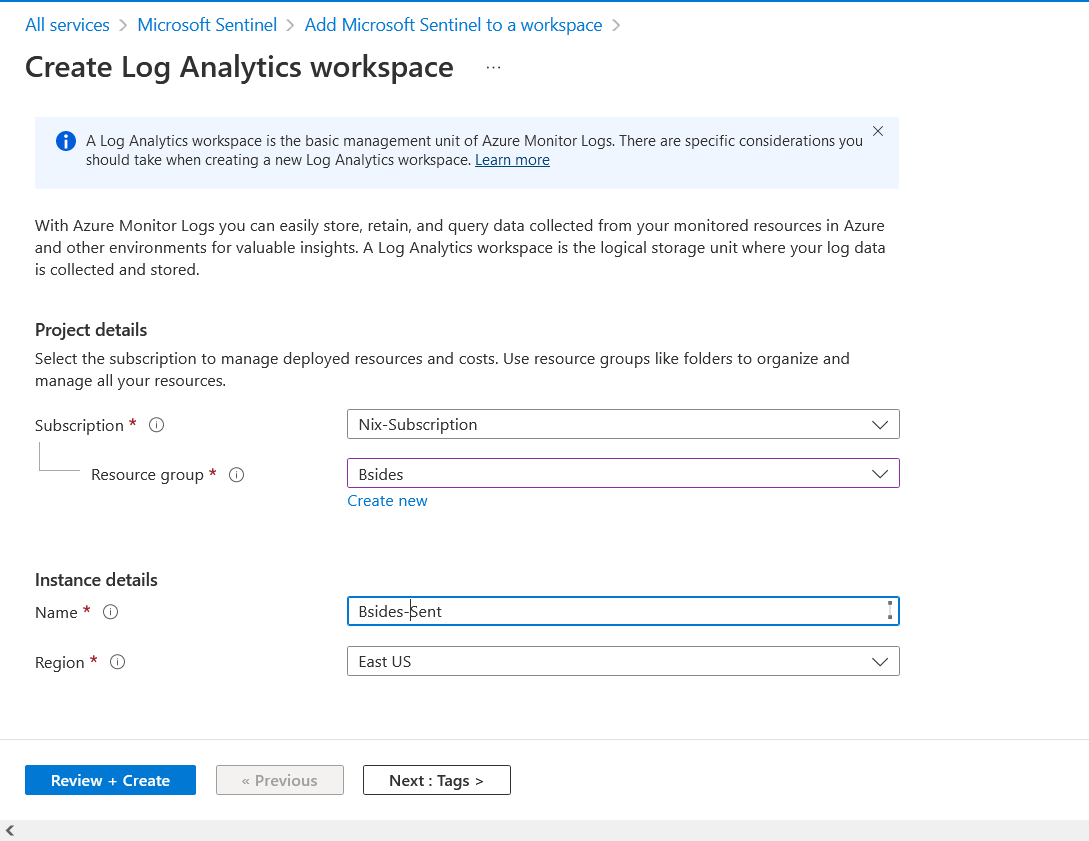 All services > Microsoft Sentinel > Add Microsoft Sentinel to a workspace >
Create Log Analytics workspace ...
A Log Analytics workspace is the basic management unit of Azure Monitor Logs. There are specific considerations you
should take when creating a new Log Analytics workspace. Learn more
With Azure Monitor Logs you can easily store, retain, and query data collected from your monitored resources in Azure
and other environments for valuable insights. A Log Analytics workspace is the logical storage unit where your log data
is collected and stored.
Project details
Select the subscription to manage deployed resources and costs. Use resource groups like folders to organize and
manage all your resources.
Subscription * Nix-Subscription
Resource group * Bsides
Create new
Instance details
Name * Bsides-Sent
Region * East US
Review + Create « Previous Next : Tags >